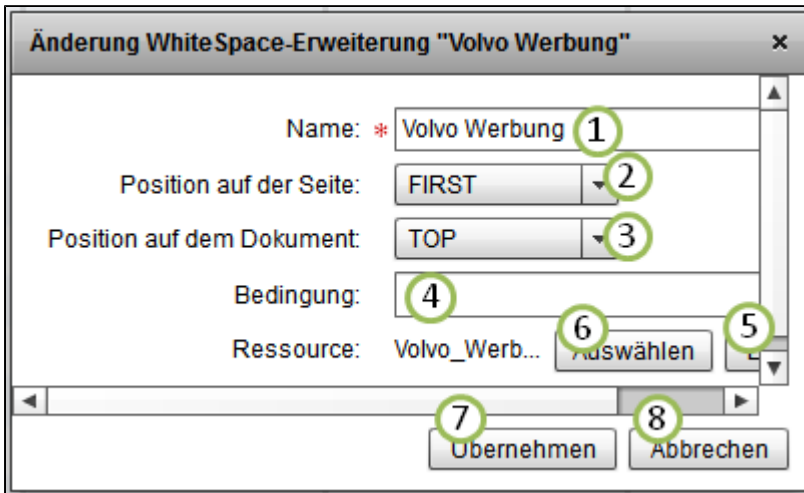 Änderung WhiteSpace-Erweiterung "Volvo Werbung" ×
Name: * Volvo Werbung 1
Position auf der Seite: FIRST 2
Position auf dem Dokument: TOP 3
Bedingung: 4
Ressource: Volvo_Werb... 6 Auswählen 5
7 Übernehmen 8 Abbrechen